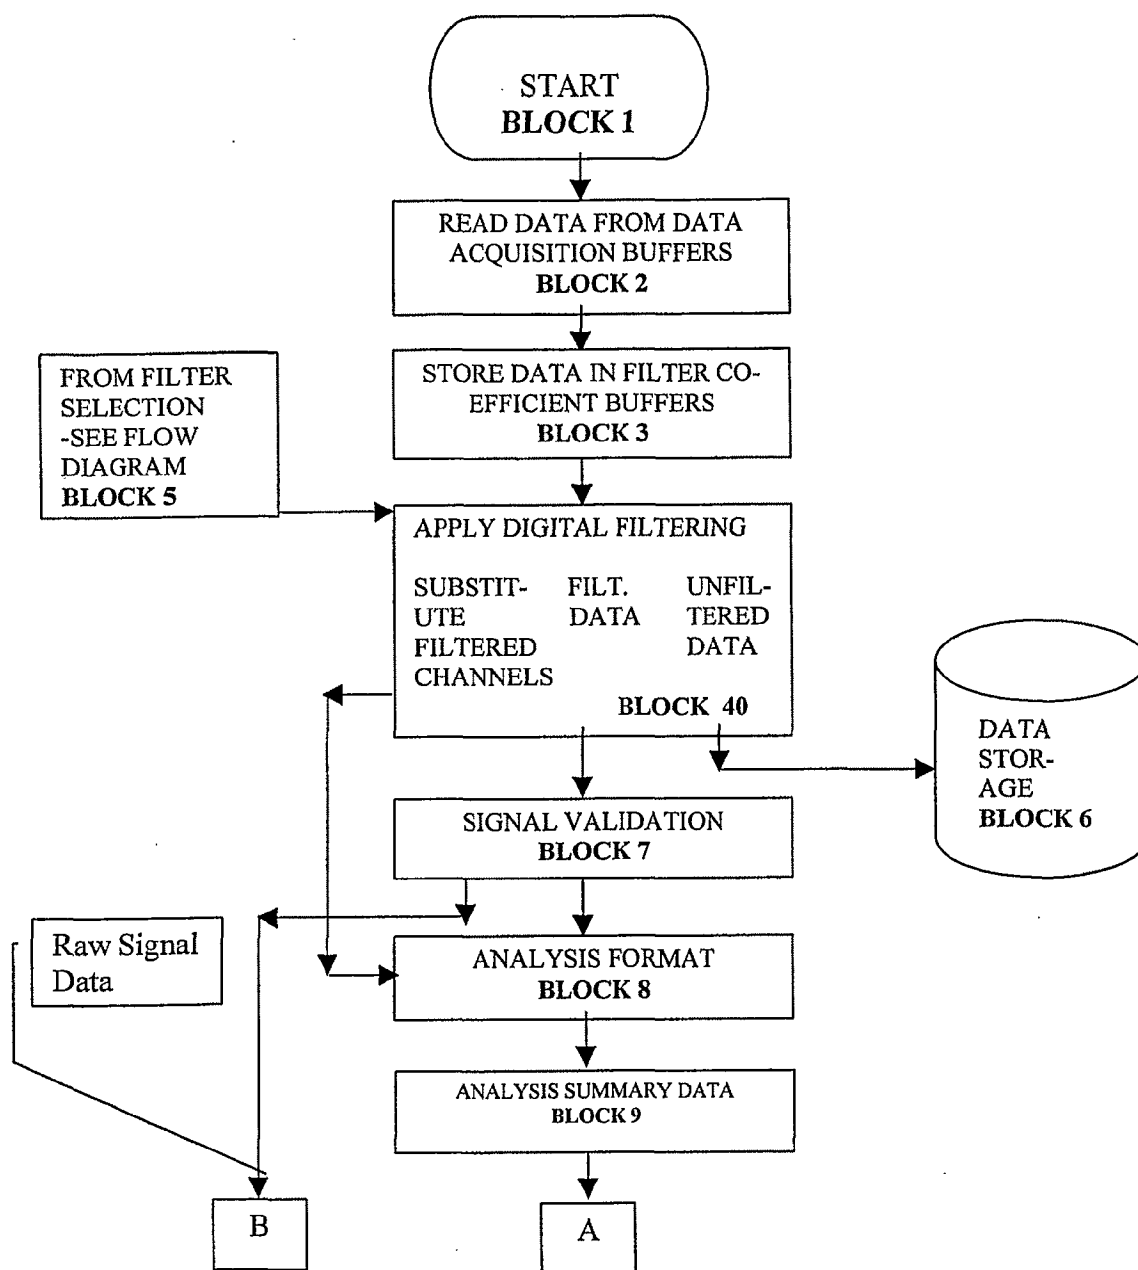 START
BLOCK 1
READ DATA FROM DATA
ACQUISITION BUFFERS
BLOCK 2
STORE DATA IN FILTER CO-
EFFICIENT BUFFERS
BLOCK 3
FROM FILTER
SELECTION
-SEE FLOW
DIAGRAM
BLOCK 5
APPLY DIGITAL FILTERING
SUBSTIT-
UTE
FILTERED
CHANNELS
FILT.
DATA
UNFIL-
TERED
DATA
BLOCK 40
DATA
STOR-
AGE
BLOCK 6
SIGNAL VALIDATION
BLOCK 7
Raw Signal
Data
ANALYSIS FORMAT
BLOCK 8
ANALYSIS SUMMARY DATA
BLOCK 9
B
A